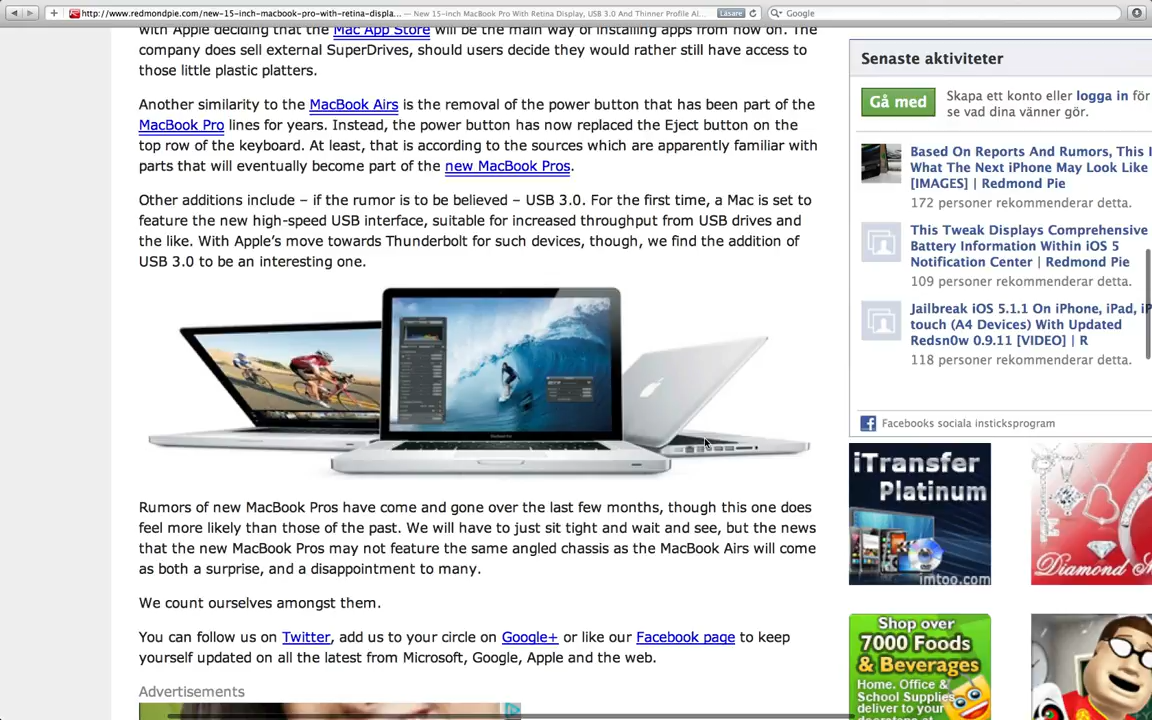 http://www.redmondpie.com/new-15-inch-macbook-pro-with-retina-displa... — New 15-inch MacBook Pro With Retina Display, USB 3.0 And Thinner Profile Al... Läsare Google
with Apple deciding that the Mac App Store will be the main way of installing apps from now on. The
company does sell external SuperDrives, should users decide they would rather still have access to
those little plastic platters.
Another similarity to the MacBook Airs is the removal of the power button that has been part of the
MacBook Pro lines for years. Instead, the power button has now replaced the Eject button on the
top row of the keyboard. At least, that is according to the sources which are apparently familiar with
parts that will eventually become part of the new MacBook Pros.
Other additions include – if the rumor is to be believed – USB 3.0. For the first time, a Mac is set to
feature the new high-speed USB interface, suitable for increased throughput from USB drives and
the like. With Apple’s move towards Thunderbolt for such devices, though, we find the addition of
USB 3.0 to be an interesting one.
Rumors of new MacBook Pros have come and gone over the last few months, though this one does
feel more likely than those of the past. We will have to just sit tight and wait and see, but the news
that the new MacBook Pros may not feature the same angled chassis as the MacBook Airs will come
as both a surprise, and a disappointment to many.
We count ourselves amongst them.
You can follow us on Twitter, add us to your circle on Google+ or like our Facebook page to keep
yourself updated on all the latest from Microsoft, Google, Apple and the web.
Advertisements
Senaste aktiviteter
Gå med
Skapa ett konto eller logga in för
se vad dina vänner gör.
Based On Reports And Rumors, This I
What The Next iPhone May Look Like
[IMAGES] | Redmond Pie
172 personer rekommenderar detta.
This Tweak Displays Comprehensive
Battery Information Within iOS 5
Notification Center | Redmond Pie
109 personer rekommenderar detta.
Jailbreak iOS 5.1.1 On iPhone, iPad, iP
touch (A4 Devices) With Updated
Redsn0w 0.9.11 [VIDEO] | R
118 personer rekommenderar detta.
Facebooks sociala insticksprogram
iTransfer
Platinum
imtoo.com
Diamond
Shop over
7000 Foods
& Beverages
Home, Office &
School Supplies
deliver to your